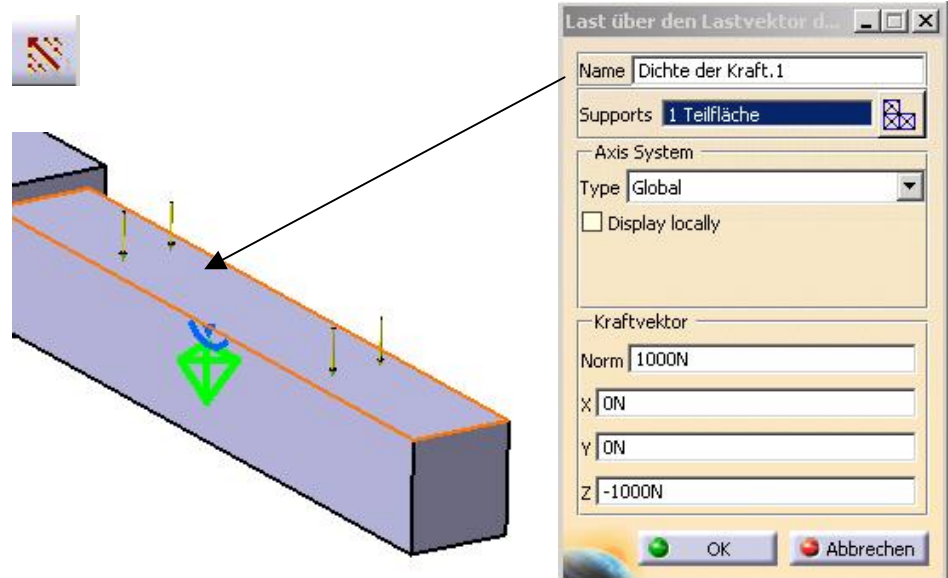 Last über den Lastvektor d...
Name Dichte der Kraft.1
Supports 1 Teilfläche
Axis System
Type Global
Display locally
Kraftvektor
Norm 1000N
X 0N
Y 0N
Z -1000N
OK Abbrechen